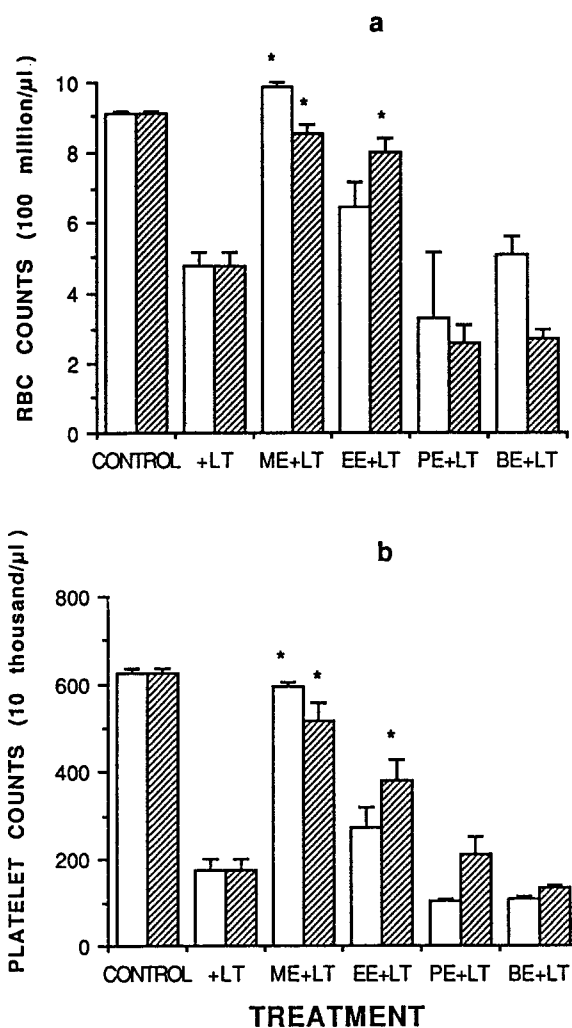 a
RBC COUNTS (100 million/µl)
10
8
6
4
2
0
* * *
CONTROL +LT ME+LT EE+LT PE+LT BE+LT
b
PLATELET COUNTS (10 thousand/µl)
800
600
400
200
0
* * *
CONTROL +LT ME+LT EE+LT PE+LT BE+LT
TREATMENT